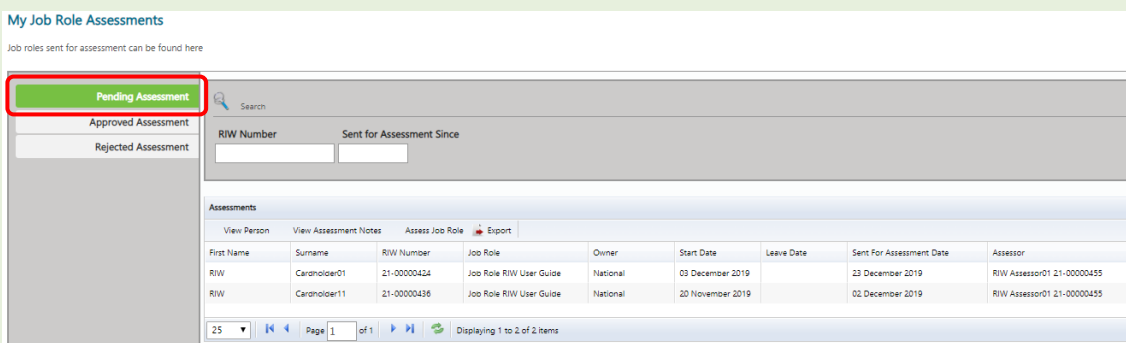 My Job Role Assessments
Job roles sent for assessment can be found here
Pending Assessment
Approved Assessment
Rejected Assessment
Search
RIW Number Sent for Assessment Since
Assessments
View Person View Assessment Notes Assess Job Role Export
First Name Surname RIW Number Job Role Owner Start Date Leave Date Sent For Assessment Date Assessor
RIW Cardholder01 21-00000424 Job Role RIW User Guide National 03 December 2019 23 December 2019 RIW Assessor01 21-00000455
RIW Cardholder11 21-00000436 Job Role RIW User Guide National 20 November 2019 02 December 2019 RIW Assessor01 21-00000455
25 Page 1 of 1 Displaying 1 to 2 of 2 items